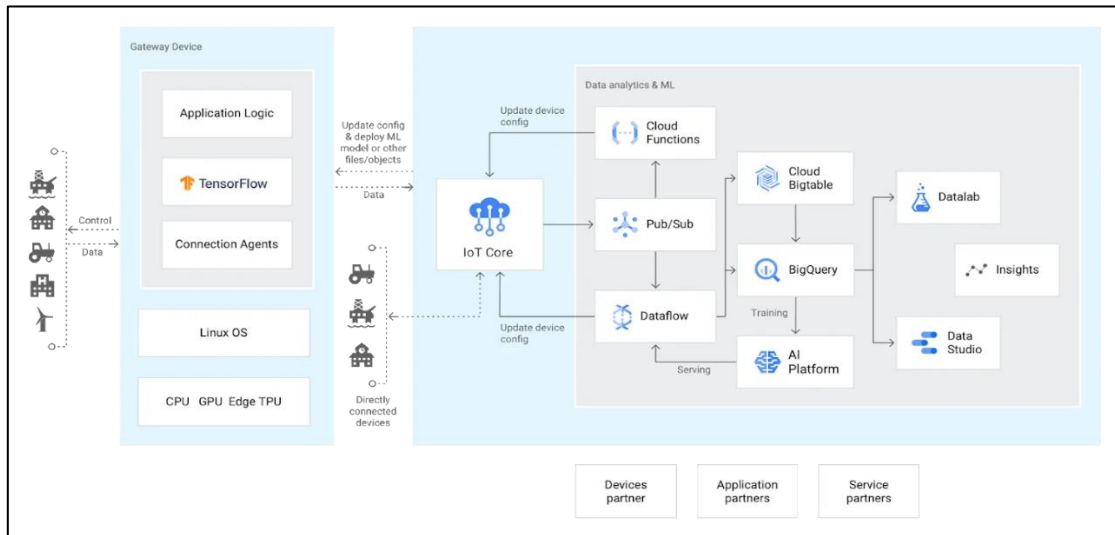 Gateway Device
Application Logic
TensorFlow
Connection Agents
Linux OS
CPU GPU Edge TPU
Control
Data
Update config
& deploy ML
model or other
files/objects
Data
Directly
connected
devices
IoT Core
Update device
config
Update device
config
Data analytics & ML
Cloud
Functions
Pub/Sub
Dataflow
Cloud
Bigtable
BigQuery
Training
AI
Platform
Serving
Datalab
Insights
Data
Studio
Devices
partner
Application
partners
Service
partners